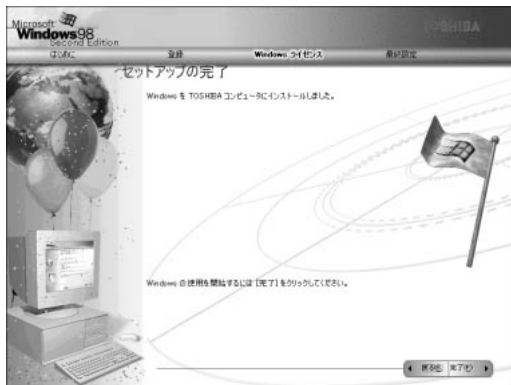 Microsoft
Windows98
Second Edition
TOSHIBA
はじめに 登録 Windows ライセンス 最終設定
セットアップの完了
Windows を TOSHIBA コンピュータにインストールしました。
Windows の使用を開始するには [完了] をクリックしてください。
戻る(B) 完了(F)